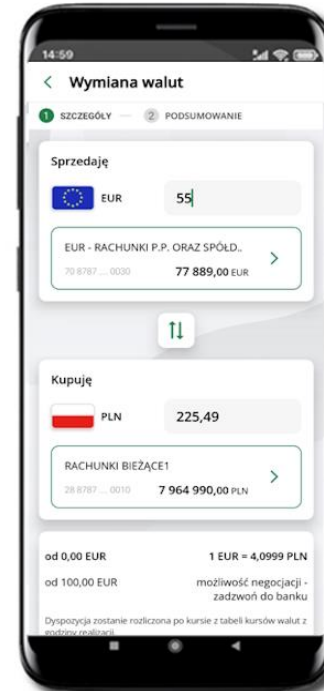 14:59
Wymiana walut
1 SZCZEGÓŁY 2 PODSUMOWANIE
Sprzedaję
EUR 55
EUR - RACHUNKI P.P. ORAZ SPÓŁD..
70 8787 ... 0030 77 889,00 EUR
Kupuję
PLN 225,49
RACHUNKI BIEŻĄCE1
28 8787 ... 0010 7 964 990,00 PLN
od 0,00 EUR 1 EUR = 4,0999 PLN
od 100,00 EUR możliwość negocjacji -
zadzwoń do banku
Dyspozycja zostanie rozliczona po kursie z tabeli kursów walut z
godziny realizacji